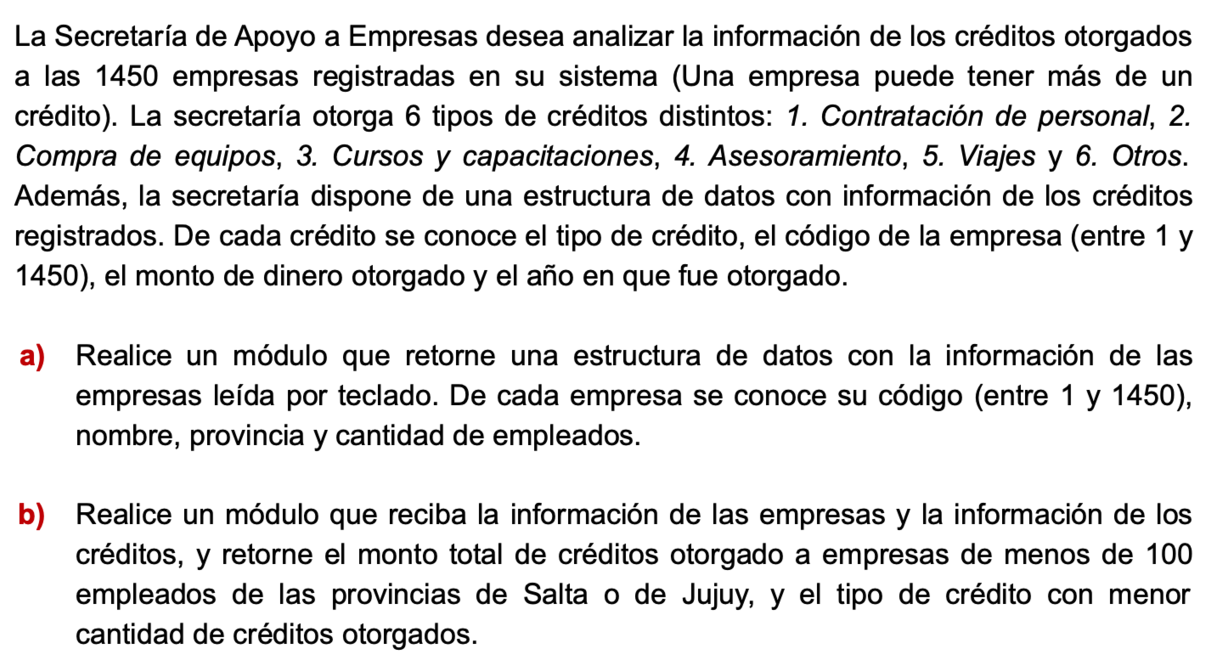 La Secretaría de Apoyo a Empresas desea analizar la información de los créditos otorgados
a las 1450 empresas registradas en su sistema (Una empresa puede tener más de un
crédito). La secretaría otorga 6 tipos de créditos distintos: 1. Contratación de personal, 2.
Compra de equipos, 3. Cursos y capacitaciones, 4. Asesoramiento, 5. Viajes y 6. Otros.
Además, la secretaría dispone de una estructura de datos con información de los créditos
registrados. De cada crédito se conoce el tipo de crédito, el código de la empresa (entre 1 y
1450), el monto de dinero otorgado y el año en que fue otorgado.
a) Realice un módulo que retorne una estructura de datos con la información de las
empresas leída por teclado. De cada empresa se conoce su código (entre 1 y 1450),
nombre, provincia y cantidad de empleados.
b) Realice un módulo que reciba la información de las empresas y la información de los
créditos, y retorne el monto total de créditos otorgado a empresas de menos de 100
empleados de las provincias de Salta o de Jujuy, y el tipo de crédito con menor
cantidad de créditos otorgados.